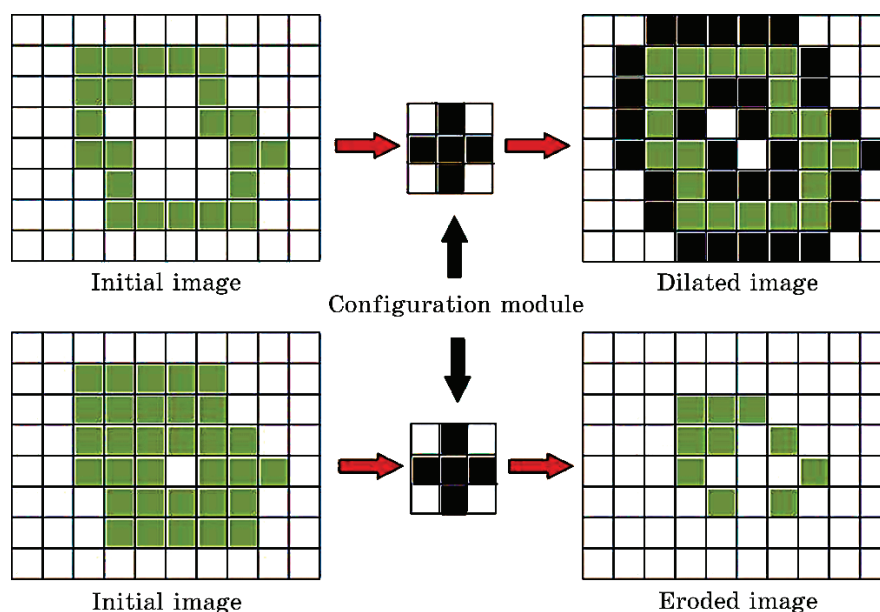 Initial image
Dilated image
Configuration module
Initial image
Eroded image